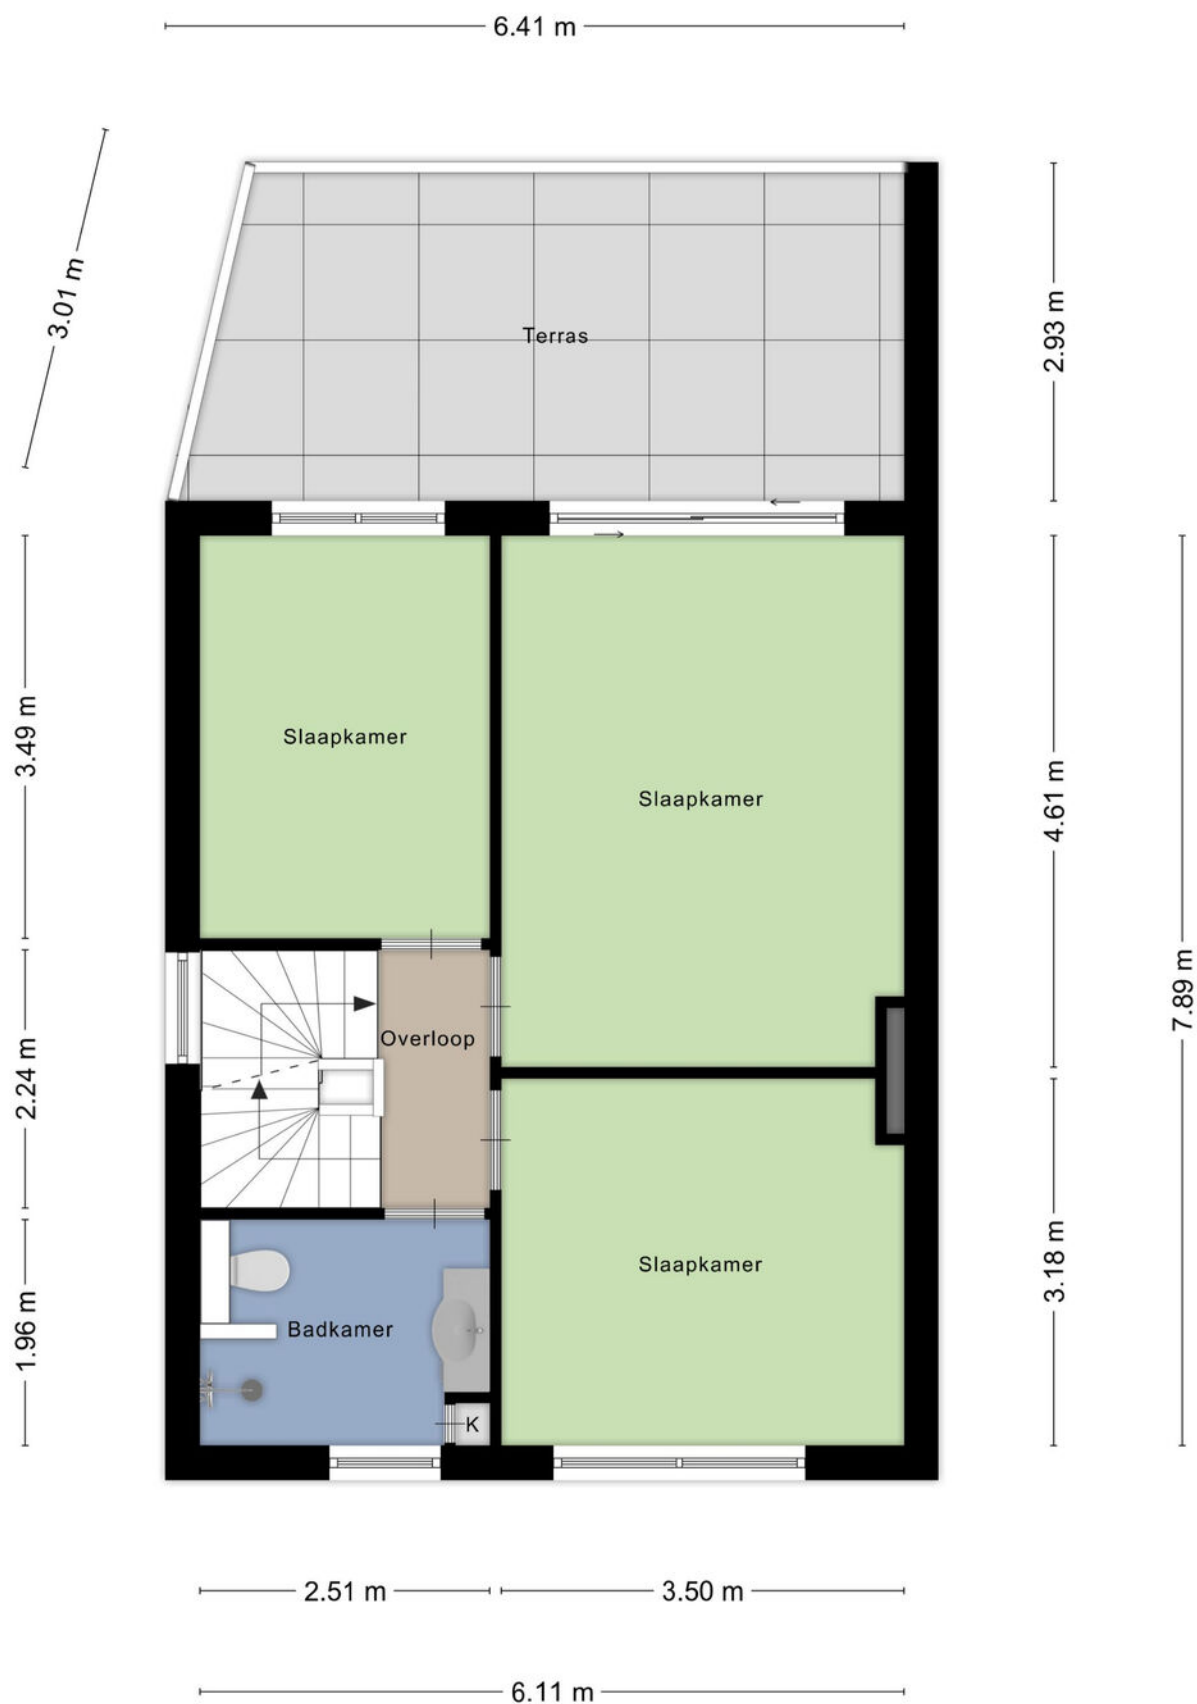 6.41 m
3.01 m
2.93 m
Terras
3.49 m
Slaapkamer
Slaapkamer
4.61 m
7.89 m
2.24 m
Overloop
Slaapkamer
3.18 m
1.96 m
Badkamer
K
2.51 m
3.50 m
6.11 m